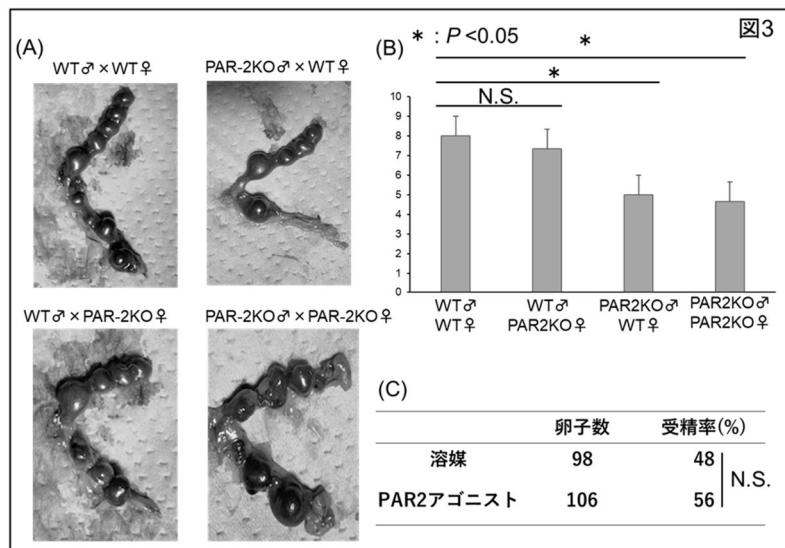 図3
(A)
WT♂×WT♀
PAR-2KO♂×WT♀
WT♂×PAR-2KO♀
PAR-2KO♂×PAR-2KO♀
(B)
* : P <0.05
*
*
N.S.
10
9
8
7
6
5
4
3
2
1
0
WT♂
WT♀
WT♂
PAR2KO♀
PAR2KO♂
WT♀
PAR2KO♂
PAR2KO♀
(C)
卵子数 受精率(%)
溶媒 98 48
PAR2アゴニスト 106 56
N.S.